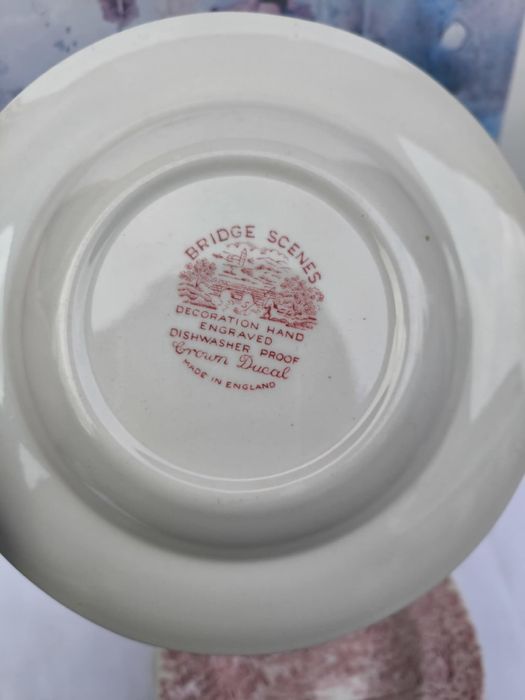 BRIDGE SCENES
DECORATION HAND
ENGRAVED
DISHWASHER PROOF
Crown Ducal
MADE IN ENGLAND